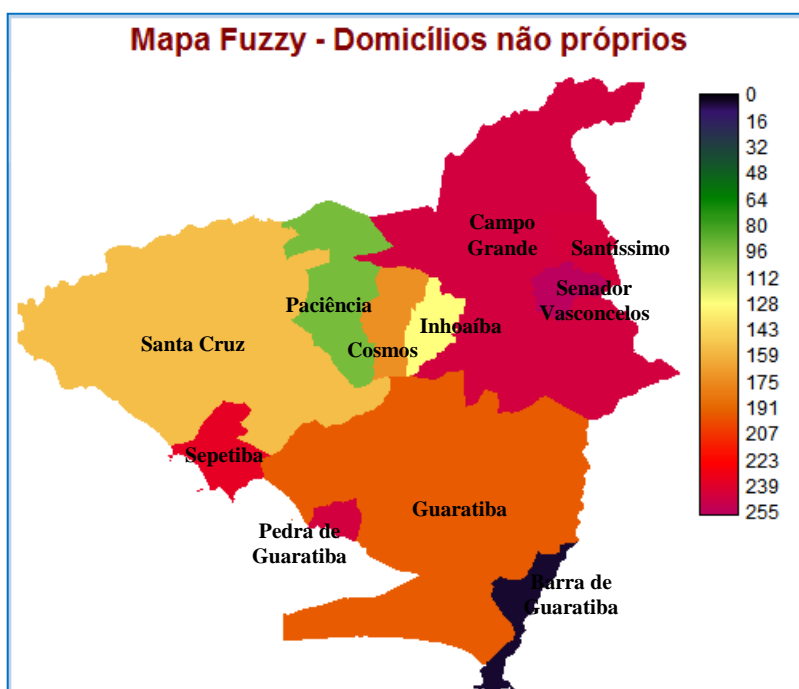 Mapa Fuzzy - Domicílios não próprios
Campo
Grande
Santíssimo
Senador
Vasconcelos
Paciência
Inhoaíba
Santa Cruz
Cosmos
Sepetiba
Guaratiba
Pedra de
Guaratiba
Barra de
Guaratiba
0
16
32
48
64
80
96
112
128
143
159
175
191
207
223
239
255